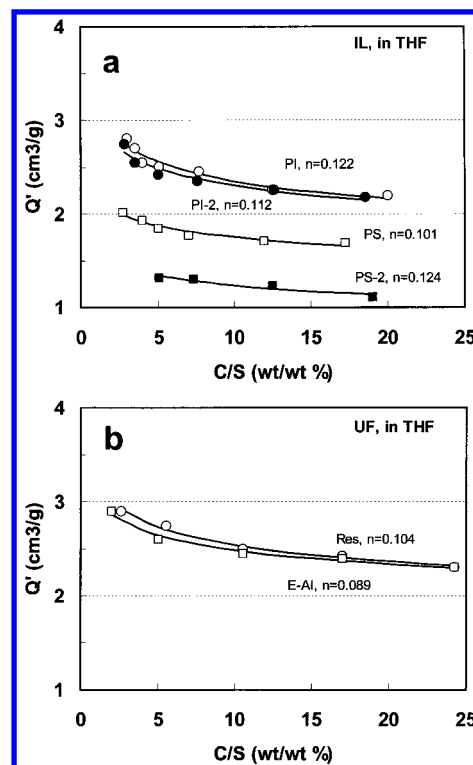 4
a
IL, in THF
3
PI, n=0.122
Q' (cm3/g)
2
PI-2, n=0.112
PS, n=0.101
PS-2, n=0.124
1
0 5 10 15 20 25
C/S (wt/wt %)
4
b
UF, in THF
3
Res, n=0.104
Q' (cm3/g)
2
E-Al, n=0.089
1
0 5 10 15 20 25
C/S (wt/wt %)